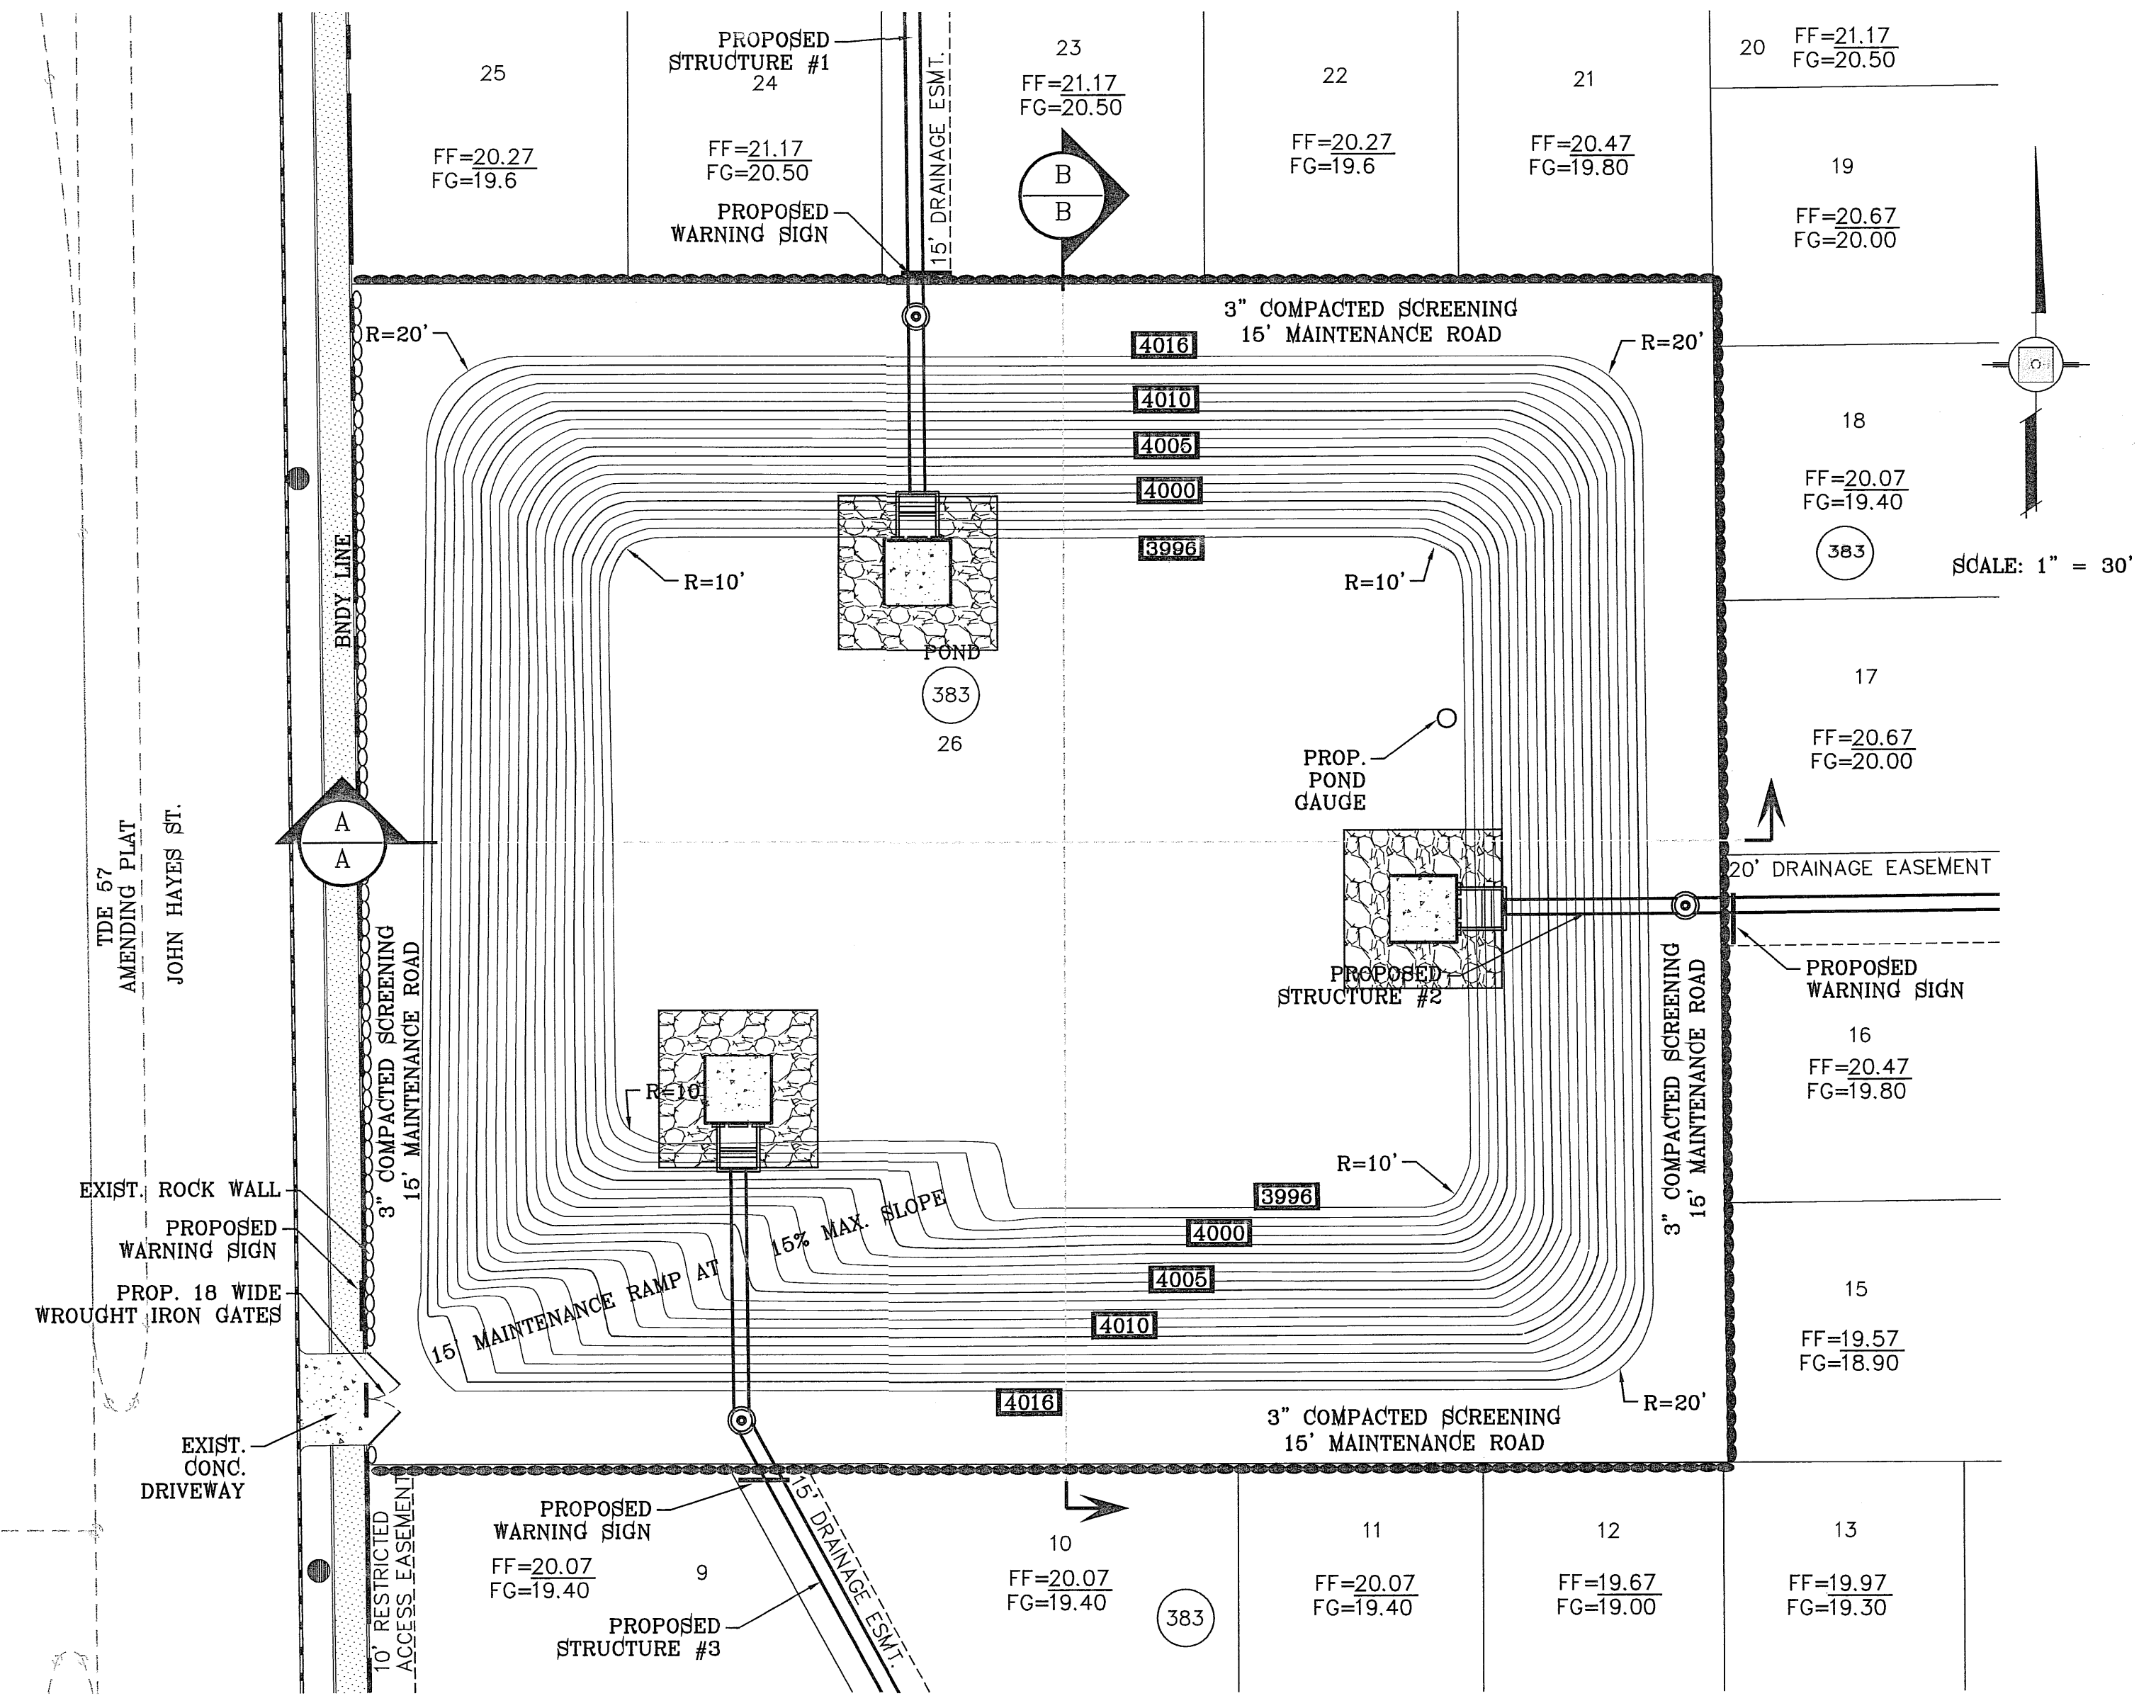 PROPOSED
STRUCTURE #1
25
24
23
22
21
20
FF=21.17
FG=20.50
FF=20.27
FG=19.6
FF=21.17
FG=20.50
FF=21.17
FG=20.50
FF=20.27
FG=19.6
FF=20.47
FG=19.80
19
FF=20.67
FG=20.00
15' DRAINAGE ESMT.
B
B
PROPOSED
WARNING SIGN
3" COMPACTED SCREENING
15' MAINTENANCE ROAD
R=20'
R=20'
4016
4010
4005
4000
3996
18
FF=20.07
FG=19.40
383
SCALE: 1" = 30'
BNDY LINE
R=10'
R=10'
POND
383
26
17
FF=20.67
FG=20.00
PROP.
POND
GAUGE
A
A
TDE 57
AMENDING PLAT
JOHN HAYES ST.
20' DRAINAGE EASEMENT
PROPOSED
STRUCTURE #2
PROPOSED
WARNING SIGN
3" COMPACTED SCREENING
15' MAINTENANCE ROAD
3" COMPACTED SCREENING
15' MAINTENANCE ROAD
16
FF=20.47
FG=19.80
R=10'
R=10'
EXIST. ROCK WALL
PROPOSED
WARNING SIGN
PROP. 18 WIDE
WROUGHT IRON GATES
15' MAINTENANCE RAMP AT 15% MAX. SLOPE
3996
4000
4005
4010
4016
15
FF=19.57
FG=18.90
R=20'
3" COMPACTED SCREENING
15' MAINTENANCE ROAD
EXIST.
CONC.
DRIVEWAY
10' RESTRICTED
ACCESS EASEMENT
PROPOSED
WARNING SIGN
FF=20.07
FG=19.40
9
PROPOSED
STRUCTURE #3
15' DRAINAGE ESMT.
10
FF=20.07
FG=19.40
383
11
FF=20.07
FG=19.40
12
FF=19.67
FG=19.00
13
FF=19.97
FG=19.30